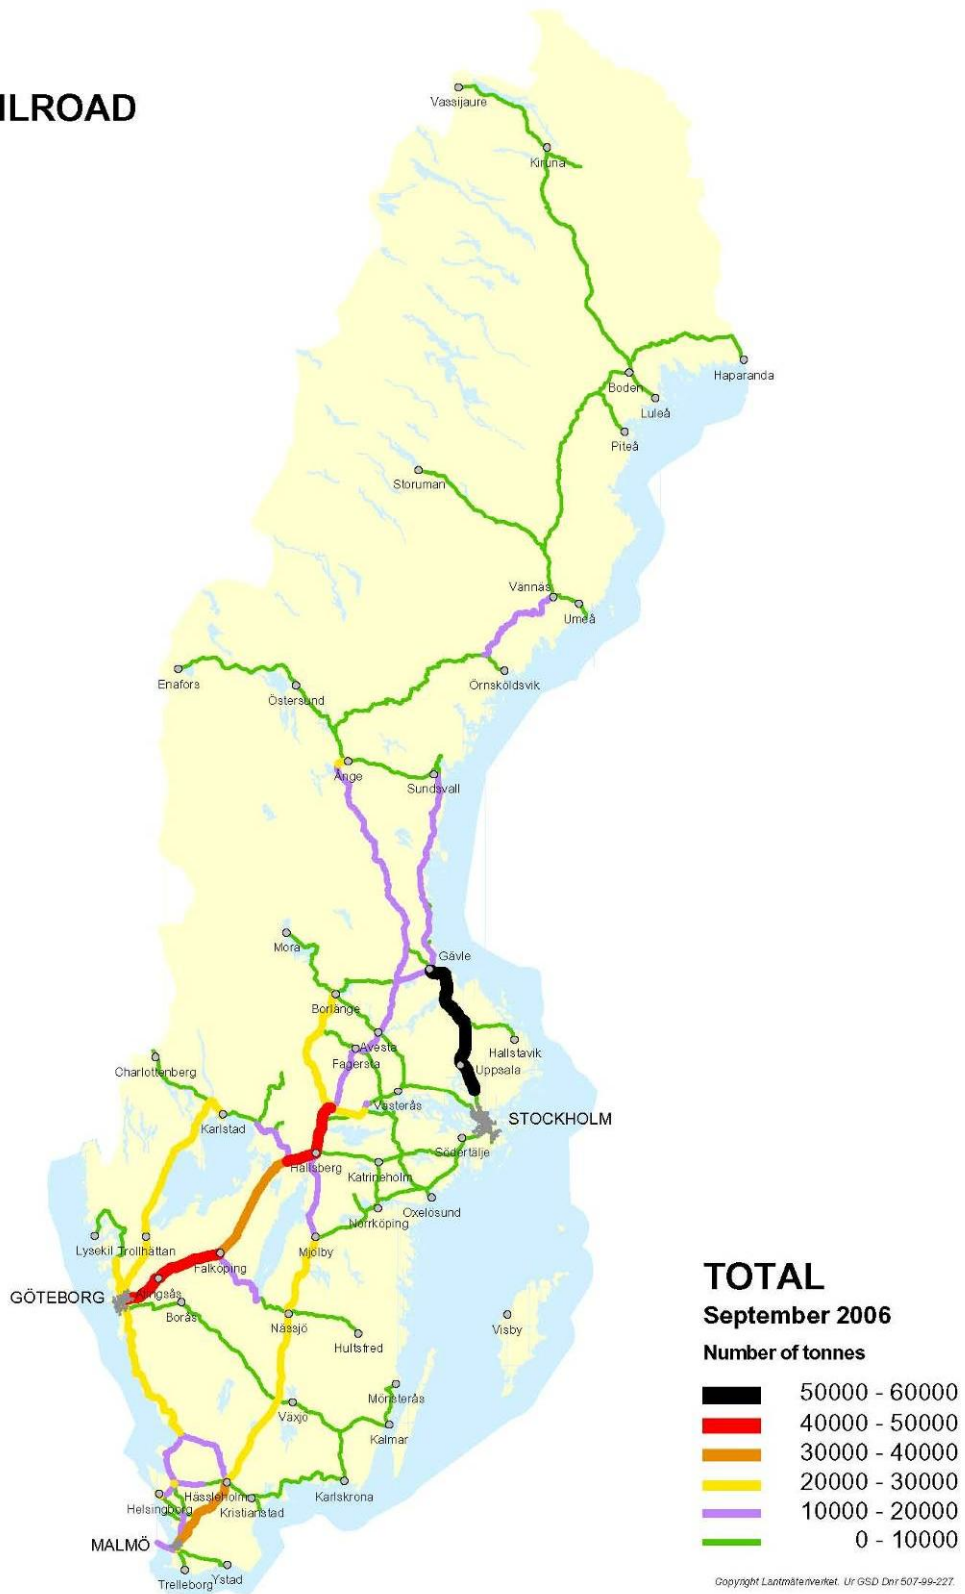 ILROAD
Vassijaure
Kiruna
Haparanda
Boden
Luleå
Piteå
Storuman
Vännäs
Umeå
Enafors
Östersund
Örnsköldsvik
Ånge
Sundsvall
Mora
Gävle
Borlänge
Avesta
Hallstavik
Fagersta
Charlottenberg
Uppsala
Västerås
Karlstad
STOCKHOLM
Södertälje
Hallsberg
Katrineholm
Oxelösund
Norrköping
Lysekil
Trollhättan
Mjölby
Falköping
Alingsås
GÖTEBORG
Borås
Nässjö
Visby
Hultsfred
Mönsterås
Växjö
Kalmar
Hässleholm
Karlskrona
Helsingborg
Kristianstad
MALMÖ
Trelleborg
Ystad
TOTAL
September 2006
Number of tonnes
50000 - 60000
40000 - 50000
30000 - 40000
20000 - 30000
10000 - 20000
0 - 10000
Copyright Lantmäteriverket. Ur GSD Dnr 507-99-227.